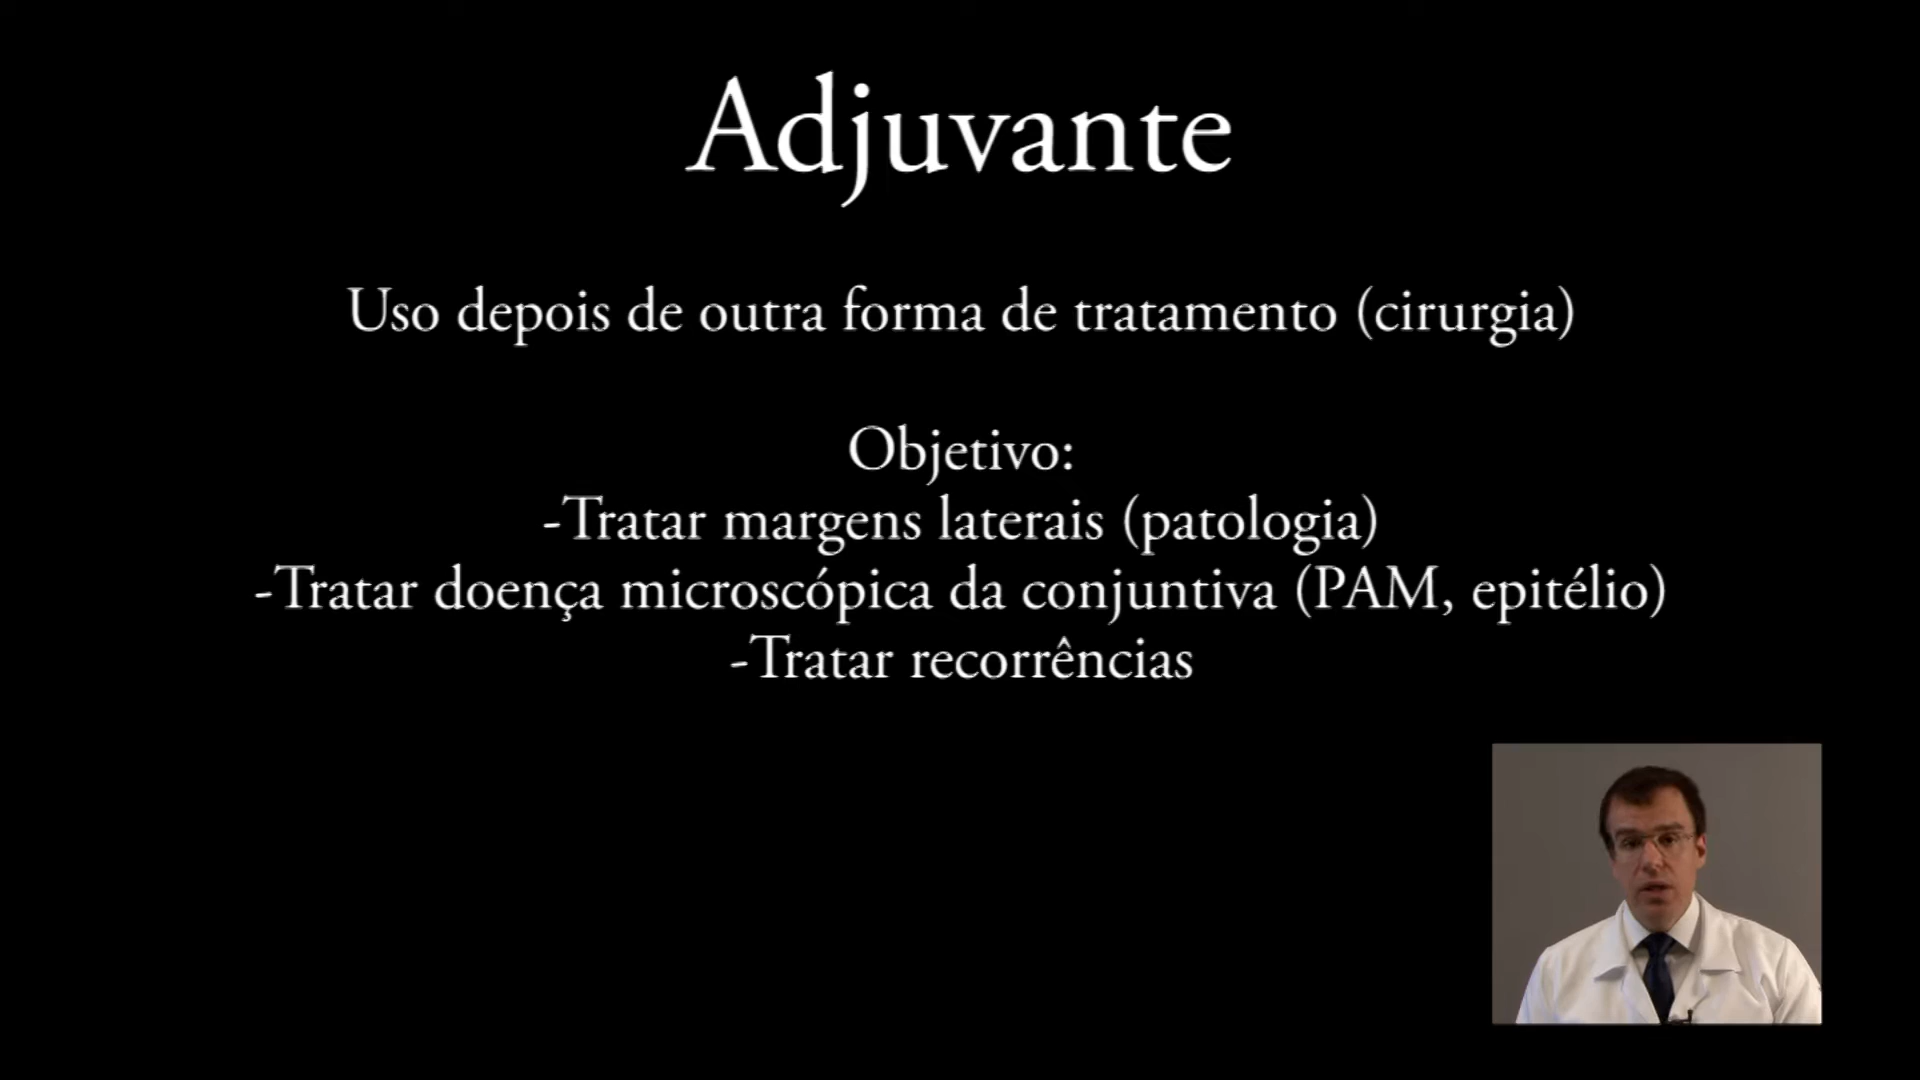 Adjuvante
Uso depois de outra forma de tratamento (cirurgia)
Objetivo:
-Tratar margens laterais (patologia)
-Tratar doença microscópica da conjuntiva (PAM, epitélio)
-Tratar recorrências